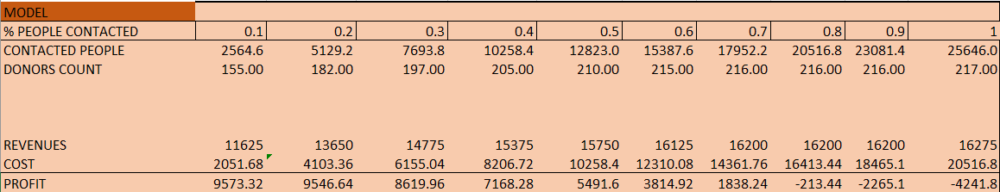 MODEL
% PEOPLE CONTACTED 0.1 0.2 0.3 0.4 0.5 0.6 0.7 0.8 0.9 1
CONTACTED PEOPLE 2564.6 5129.2 7693.8 10258.4 12823.0 15387.6 17952.2 20516.8 23081.4 25646.0
DONORS COUNT 155.00 182.00 197.00 205.00 210.00 215.00 216.00 216.00 216.00 217.00
REVENUES 11625 13650 14775 15375 15750 16125 16200 16200 16200 16275
COST 2051.68 4103.36 6155.04 8206.72 10258.4 12310.08 14361.76 16413.44 18465.1 20516.8
PROFIT 9573.32 9546.64 8619.96 7168.28 5491.6 3814.92 1838.24 -213.44 -2265.1 -4241.8